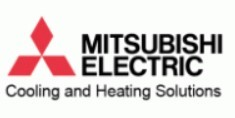 MITSUBISHI
ELECTRIC
Cooling and Heating Solutions